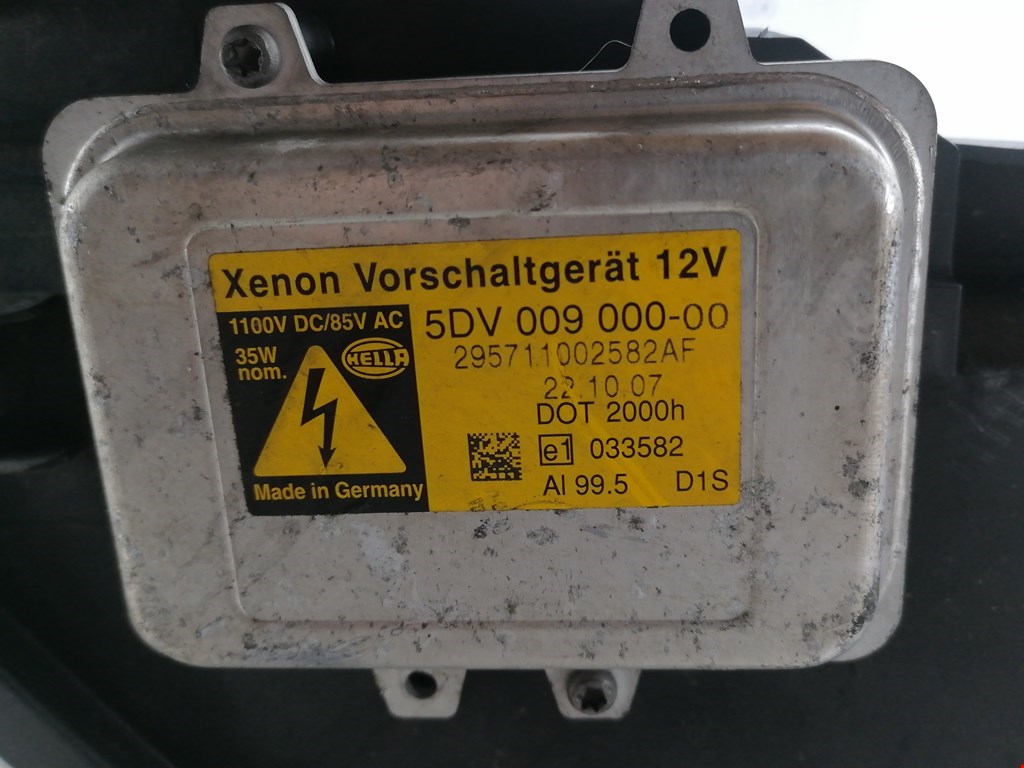 Xenon Vorschaltgerät 12V
1100V DC/85V AC
35W
nom.
HELLA
Made in Germany
5DV 009 000-00
295711002582AF
22.10.07
DOT 2000h
e1 033582
Al 99.5 D1S